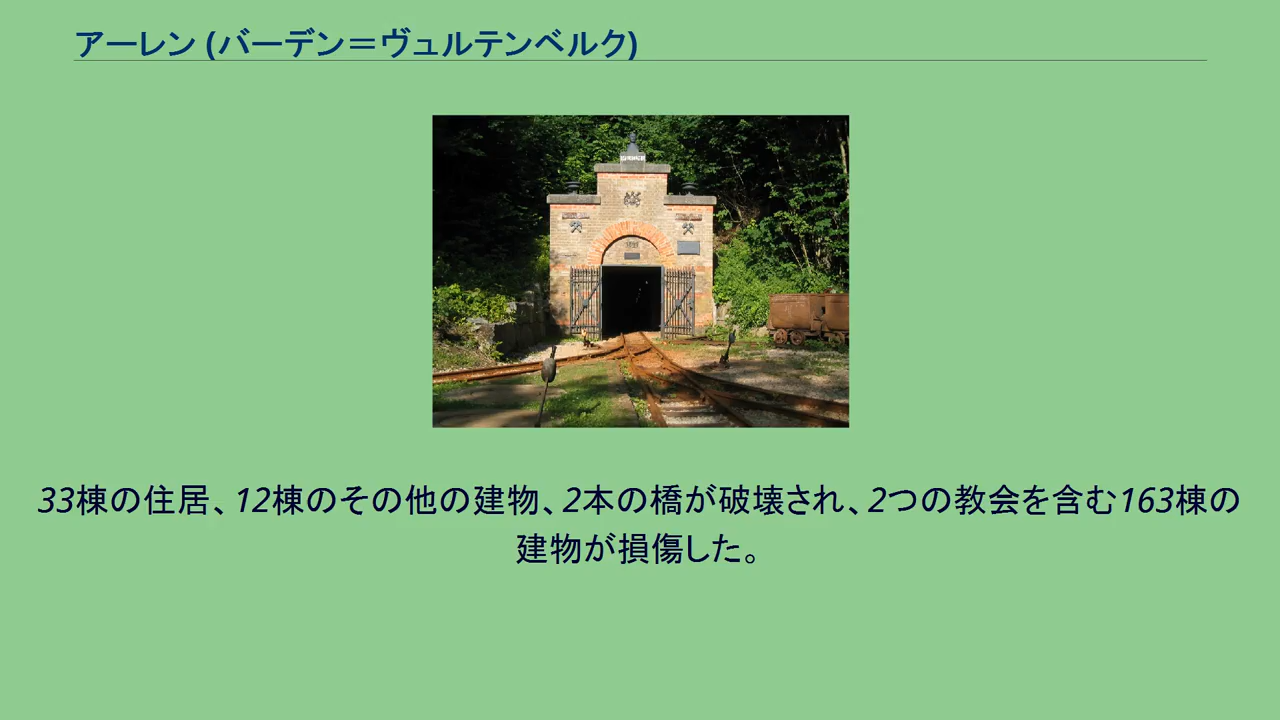 アーレン (バーデン＝ヴュルテンベルク)
33棟の住居、12棟のその他の建物、2本の橋が破壊され、2つの教会を含む163棟の
建物が損傷した。